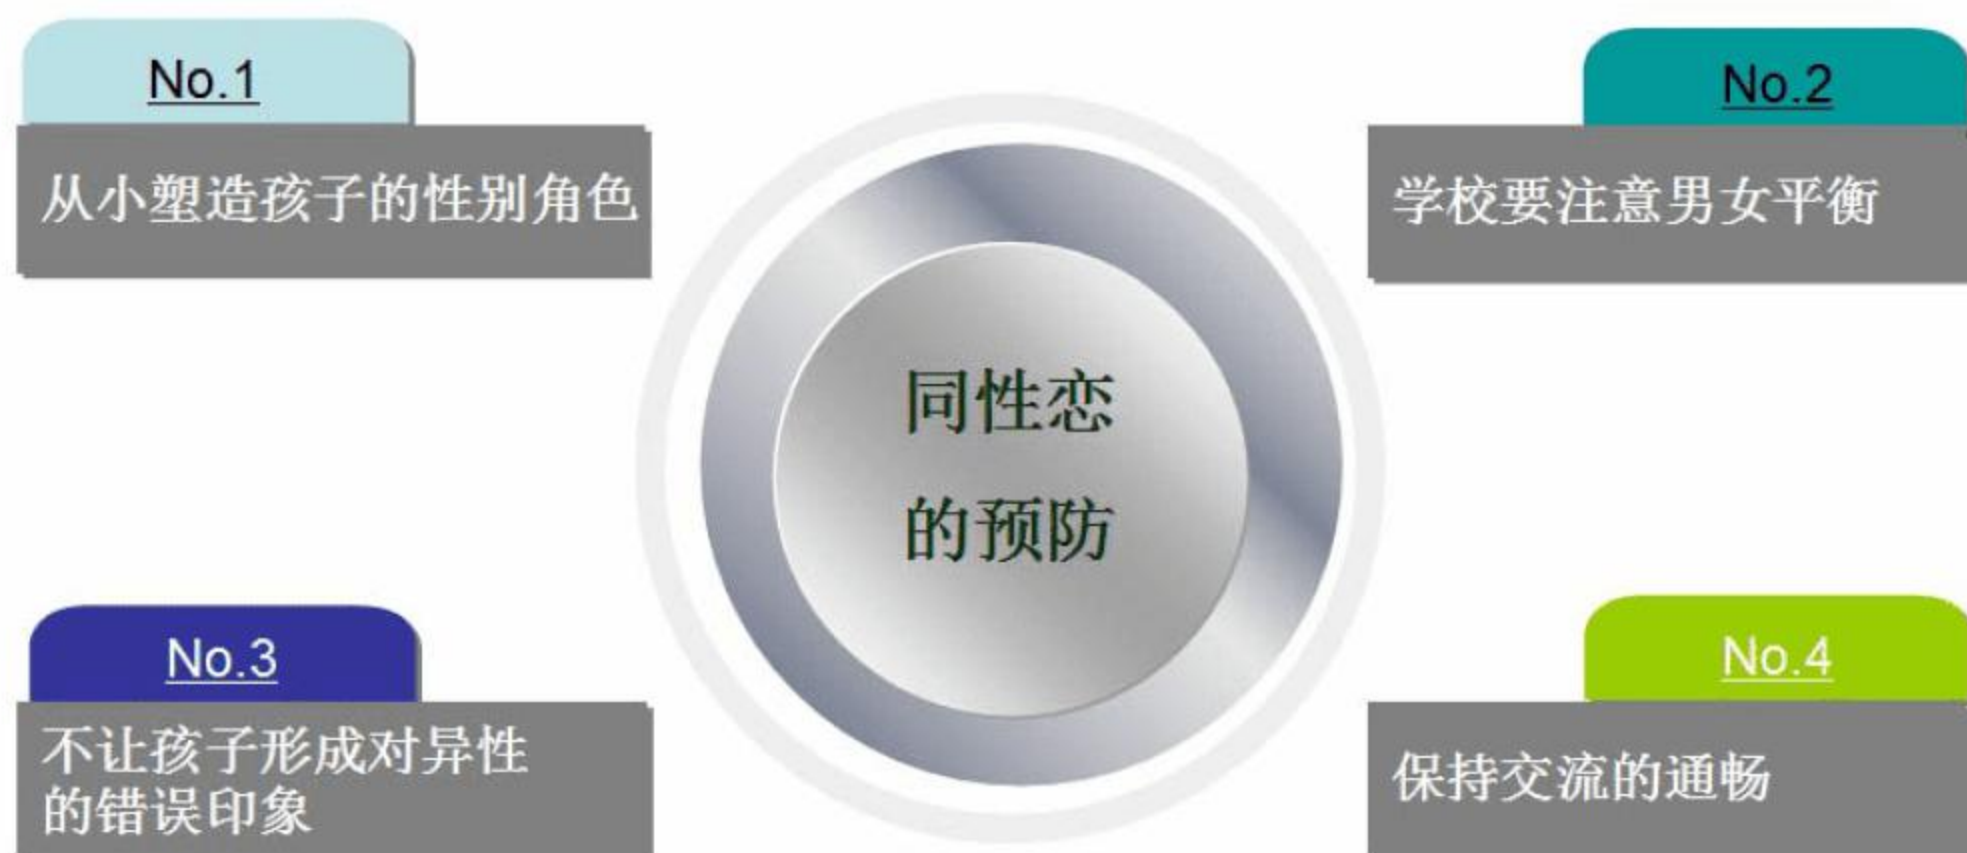 No.1
从小塑造孩子的性别角色
No.2
学校要注意男女平衡
同性恋
的预防
No.3
不让孩子形成对异性
的错误印象
No.4
保持交流的通畅